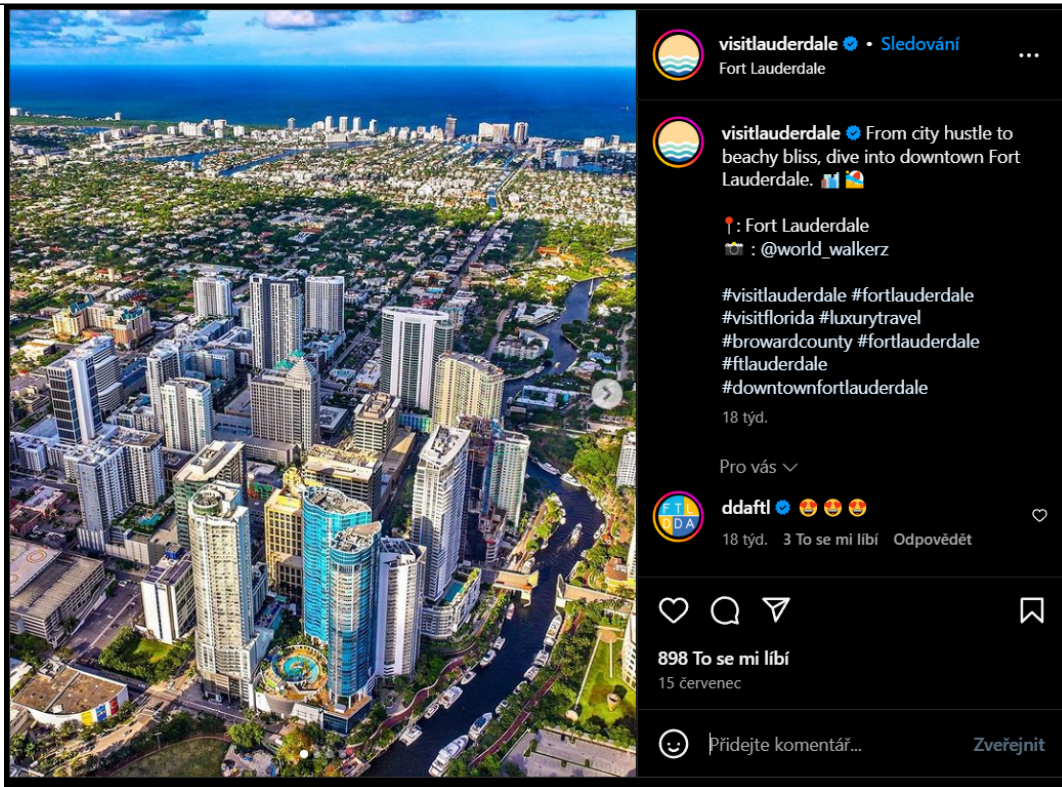 visitlauderdale • Sledování
Fort Lauderdale
visitlauderdale From city hustle to
beachy bliss, dive into downtown Fort
Lauderdale. 🏙️ 🏖️
📍: Fort Lauderdale
📷 : @world_walkerz
#visitlauderdale #fortlauderdale
#visitflorida #luxurytravel
#browardcounty #fortlauderdale
#ftlauderdale
#downtownfortlauderdale
18 týd.
Pro vás
FTL
DDA
ddaftl 😍 😍 😍
18 týd. 3 To se mi líbí Odpovědět
898 To se mi líbí
15 červenec
Přidejte komentář...
Zveřejnit